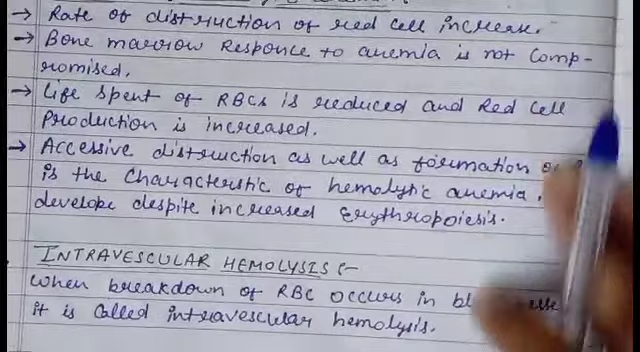 → Rate of distruction of red cell increase.
→ Bone marrow Responce to anemia is not Comp-
romised.
→ Life Spent of RBCs is reduced and Red Cell
Production is increased.
→ Accessive distruction as well as formation
is the Characteristic of hemolytic anemia.
develope despite increased Erythropoiesis.
INTRAVESCULAR HEMOLYSIS :-
When breakdown of RBC occurs in
it is called intravescular hemolysis.